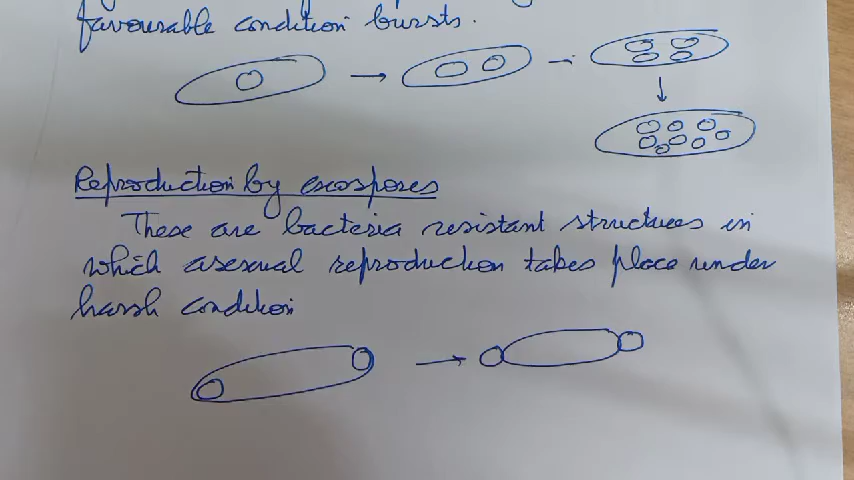 favourable condition bursts.
Reproduction by exospores
These are bacteria resistant structures in
which asexual reproduction takes place under
harsh condition